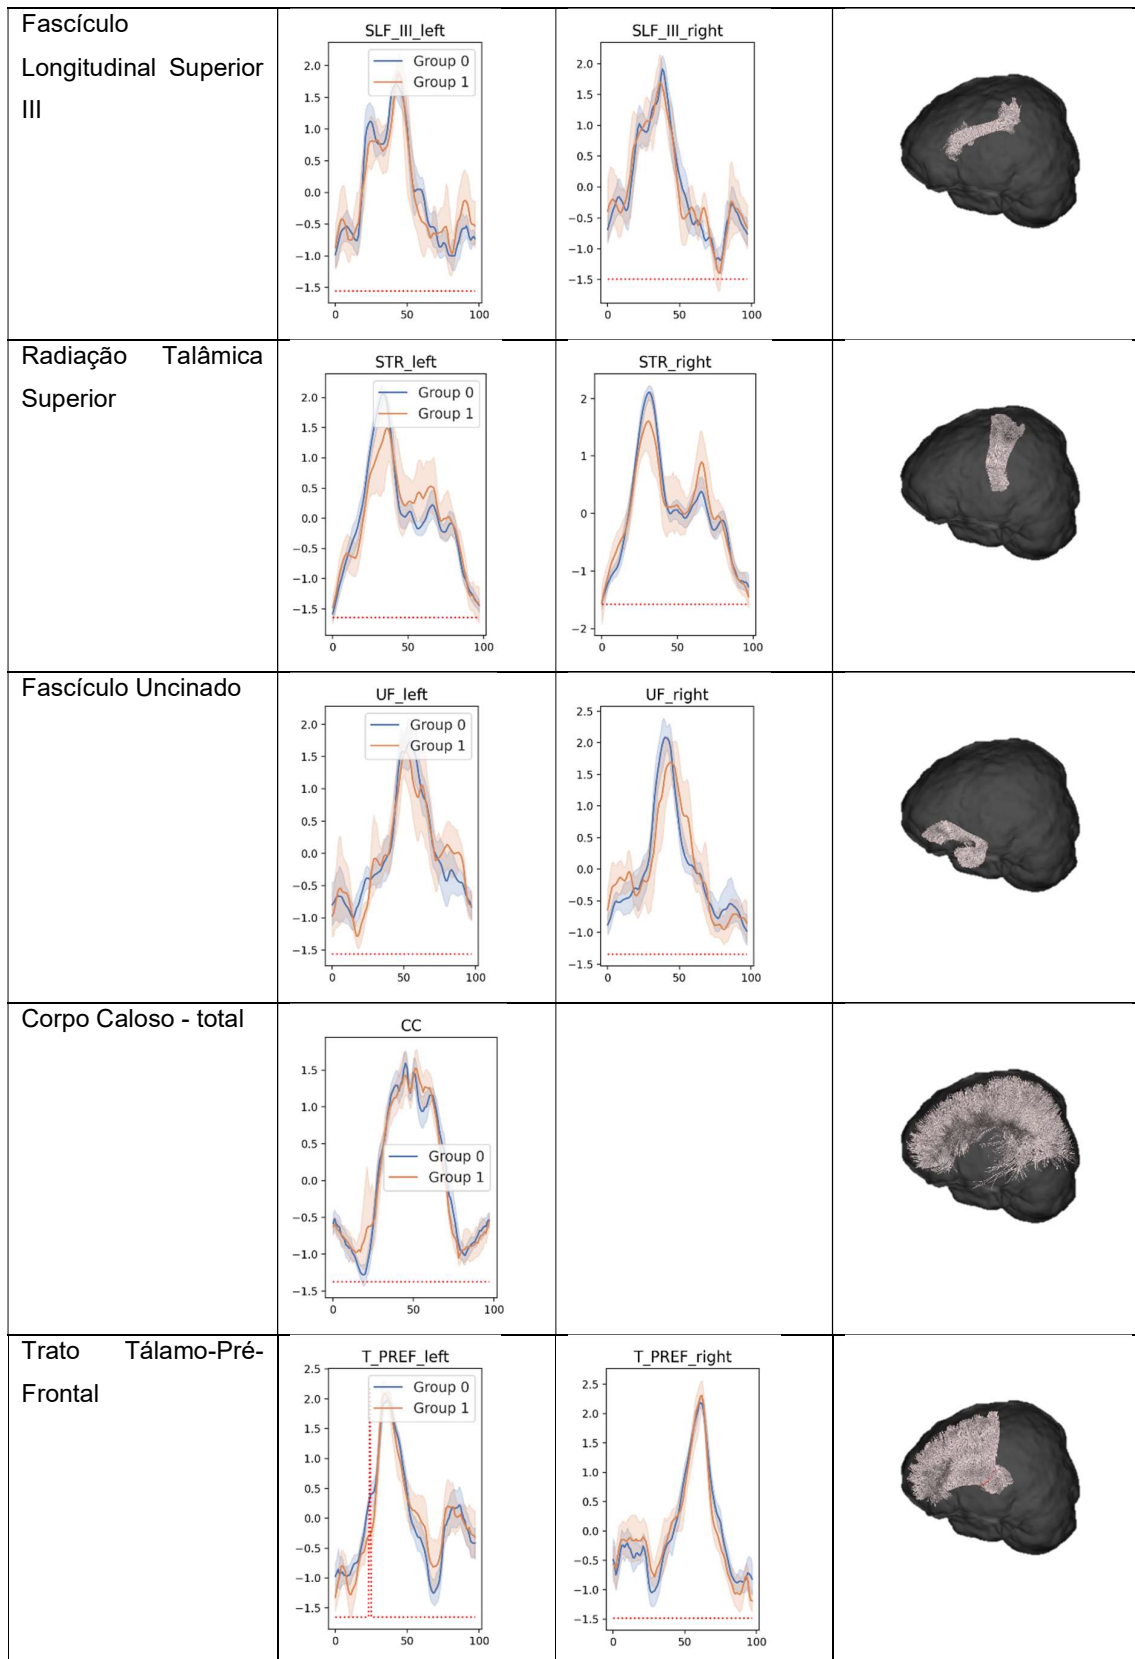 Fascículo
Longitudinal Superior
III
SLF_III_left
Group 0
Group 1
2.0
1.5
1.0
0.5
0.0
−0.5
−1.0
−1.5
0 50 100
SLF_III_right
2.0
1.5
1.0
0.5
0.0
−0.5
−1.0
−1.5
0 50 100
Radiação Talâmica
Superior
STR_left
Group 0
Group 1
2.0
1.5
1.0
0.5
0.0
−0.5
−1.0
−1.5
0 50 100
STR_right
2
1
0
−1
−2
0 50 100
Fascículo Uncinado
UF_left
Group 0
Group 1
2.0
1.5
1.0
0.5
0.0
−0.5
−1.0
−1.5
0 50 100
UF_right
2.5
2.0
1.5
1.0
0.5
0.0
−0.5
−1.0
−1.5
0 50 100
Corpo Caloso - total
CC
Group 0
Group 1
1.5
1.0
0.5
0.0
−0.5
−1.0
−1.5
0 50 100
Trato Tálamo-Pré-
Frontal
T_PREF_left
Group 0
Group 1
2.5
2.0
1.5
1.0
0.5
0.0
−0.5
−1.0
−1.5
0 50 100
T_PREF_right
2.5
2.0
1.5
1.0
0.5
0.0
−0.5
−1.0
−1.5
0 50 100